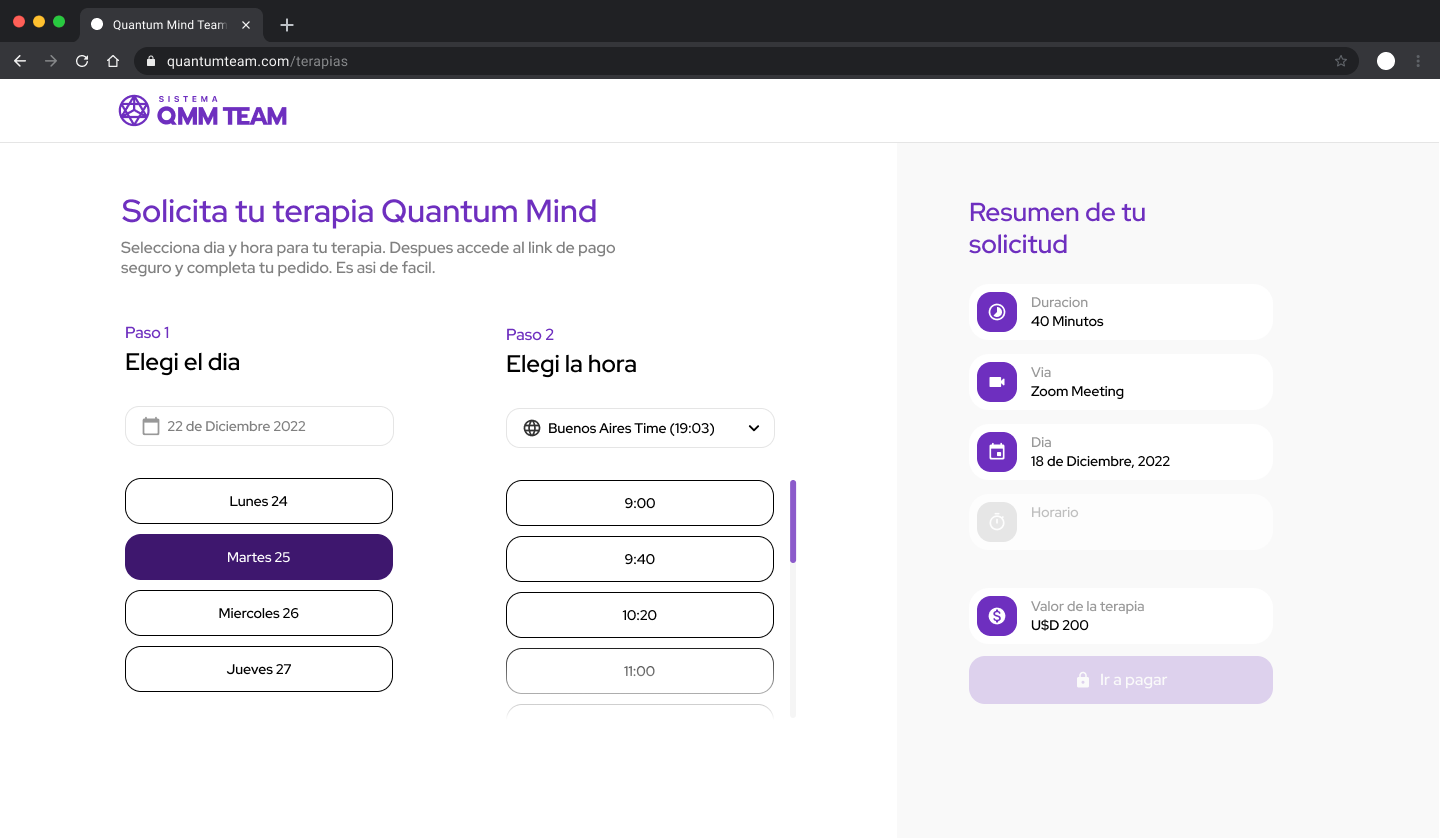 Quantum Mind Team
quantumteam.com/terapias
SISTEMA
QMM TEAM
Solicita tu terapia Quantum Mind
Selecciona dia y hora para tu terapia. Despues accede al link de pago
seguro y completa tu pedido. Es asi de facil.
Paso 1
Elegi el dia
22 de Diciembre 2022
Lunes 24
Martes 25
Miercoles 26
Jueves 27
Paso 2
Elegi la hora
Buenos Aires Time (19:03)
9:00
9:40
10:20
11:00
Resumen de tu
solicitud
Duracion
40 Minutos
Via
Zoom Meeting
Dia
18 de Diciembre, 2022
Horario
Valor de la terapia
U$D 200
Ir a pagar